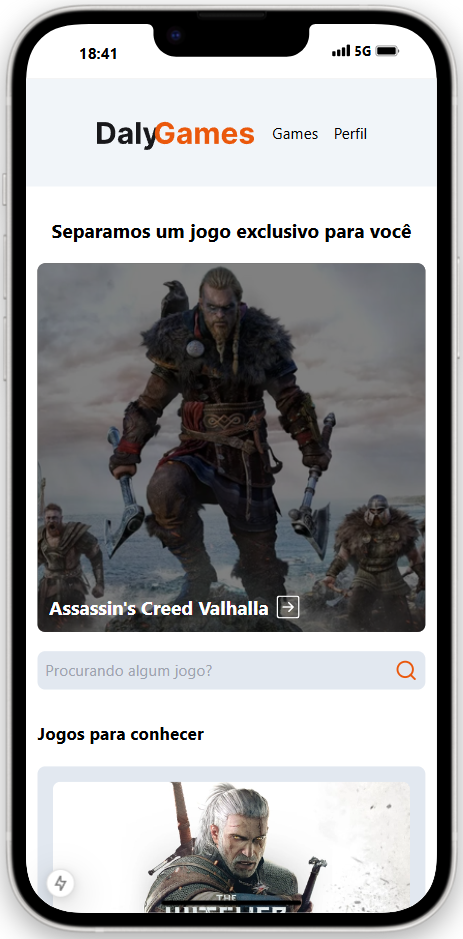 18:41
5G
DalyGames
Games
Perfil
Separamos um jogo exclusivo para você
Assassin's Creed Valhalla
Procurando algum jogo?
Jogos para conhecer
THE
WITCHER